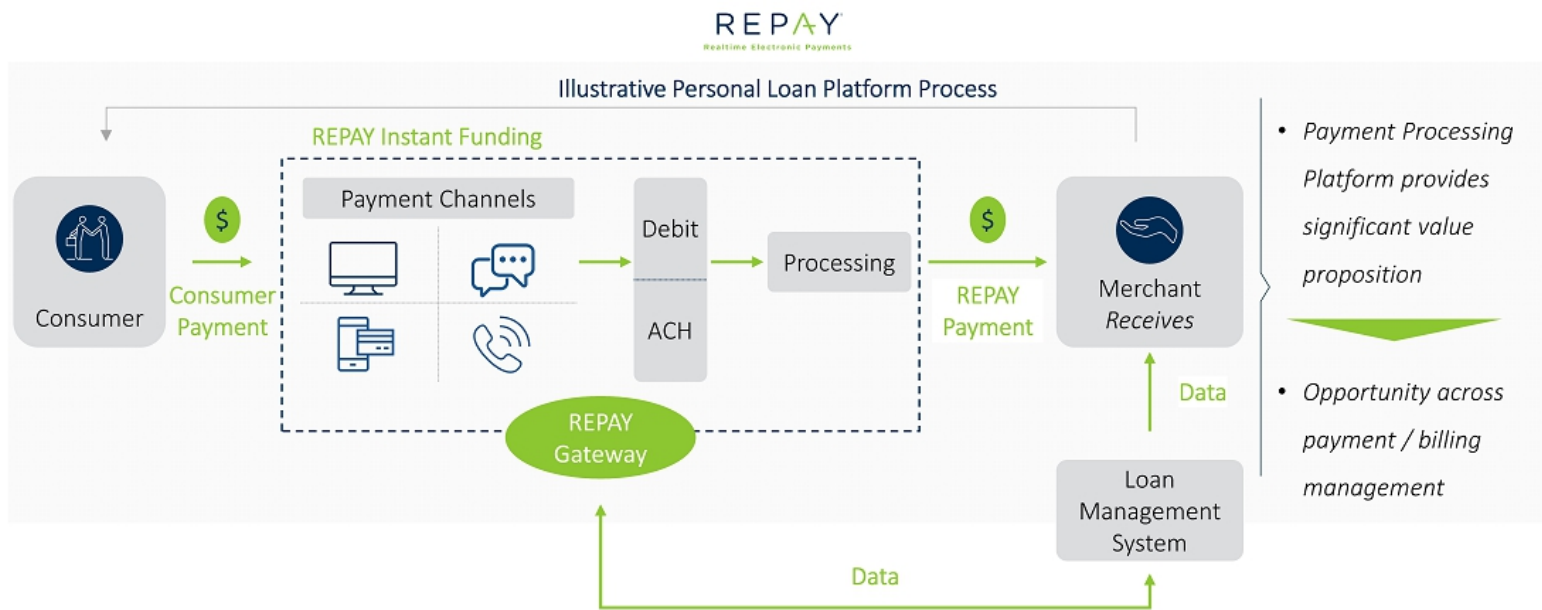 REPAY
Realtime Electronic Payments
Illustrative Personal Loan Platform Process
REPAY Instant Funding
Consumer
$
Consumer
Payment
Payment Channels
Debit
ACH
Processing
REPAY
Gateway
$
REPAY
Payment
Merchant
Receives
Data
Loan
Management
System
Data
• Payment Processing
Platform provides
significant value
proposition
• Opportunity across
payment / billing
management